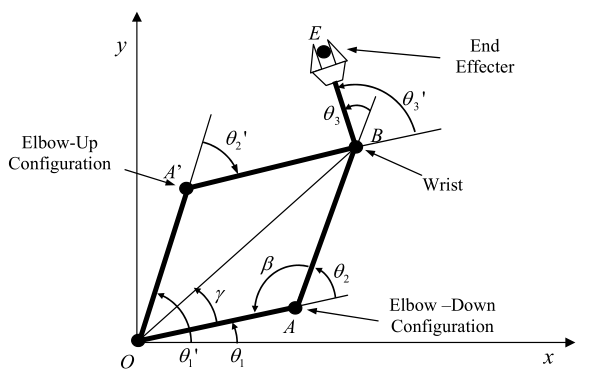 y
E
End
Effecter
θ3
θ3'
B
Elbow-Up
Configuration
θ2'
A'
Wrist
β
θ2
γ
A
Elbow –Down
Configuration
O
θ1'
θ1
x